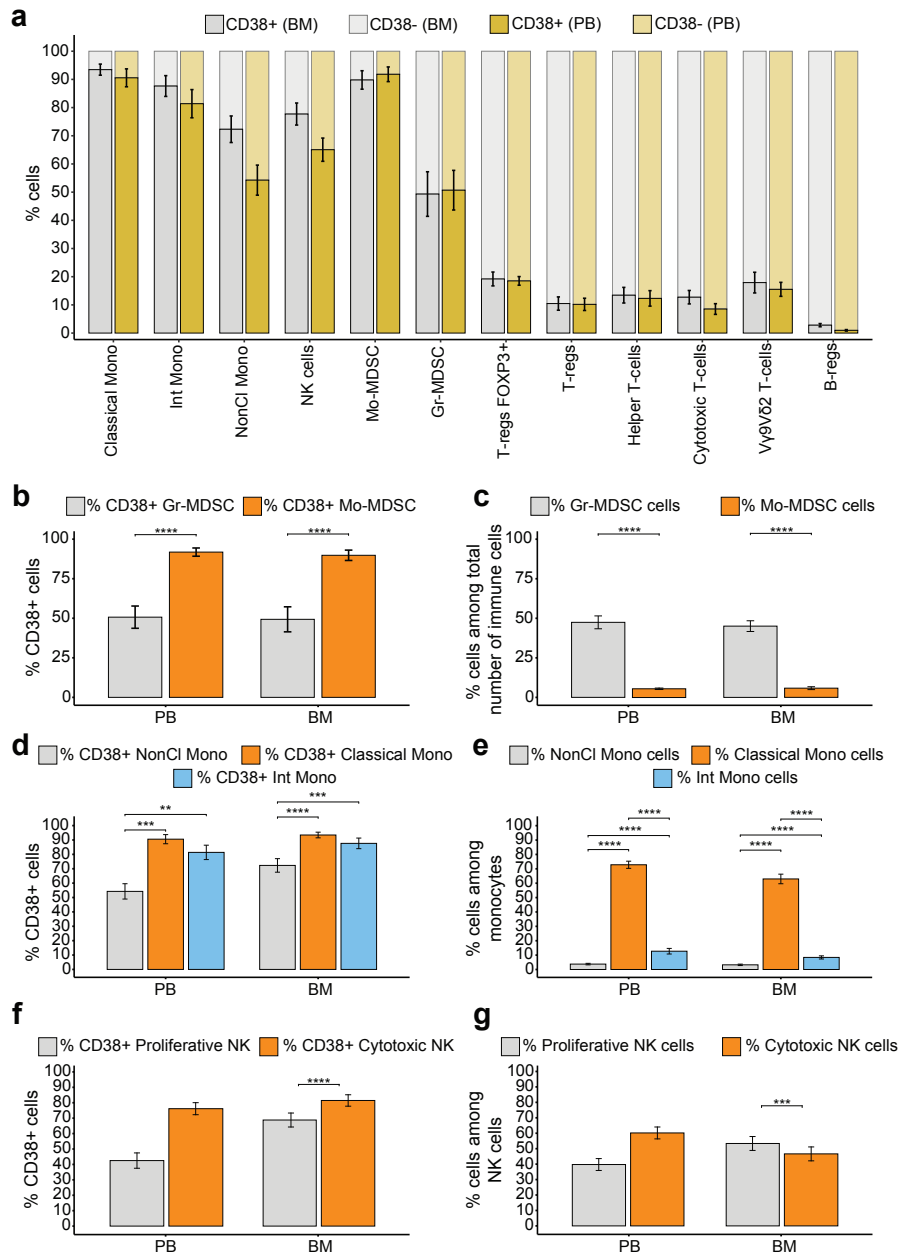 a
CD38+ (BM) CD38- (BM) CD38+ (PB) CD38- (PB)
% cells
100
90
80
70
60
50
40
30
20
10
0
Classical Mono
Int Mono
NonCl Mono
NK cells
Mo-MDSC
Gr-MDSC
T-regs FOXP3+
T-regs
Helper T-cells
Cytotoxic T-cells
Vγ9Vδ2 T-cells
B-regs
b
% CD38+ Gr-MDSC % CD38+ Mo-MDSC
% CD38+ cells
100
75
50
25
0
**** ****
PB BM
c
% Gr-MDSC cells % Mo-MDSC cells
% cells among total
number of immune cells
100
75
50
25
0
**** ****
PB BM
d
% CD38+ NonCl Mono % CD38+ Classical Mono
% CD38+ Int Mono
% CD38+ cells
100
90
80
70
60
50
40
30
20
10
0
** ***
*** ****
PB BM
e
% NonCl Mono cells % Classical Mono cells
% Int Mono cells
% cells among
monocytes
100
90
80
70
60
50
40
30
20
10
0
**** ****
**** ****
**** ****
PB BM
f
% CD38+ Proliferative NK % CD38+ Cytotoxic NK
% CD38+ cells
100
90
80
70
60
50
40
30
20
10
0
****
PB BM
g
% Proliferative NK cells % Cytotoxic NK cells
% cells among
NK cells
100
90
80
70
60
50
40
30
20
10
0
***
PB BM